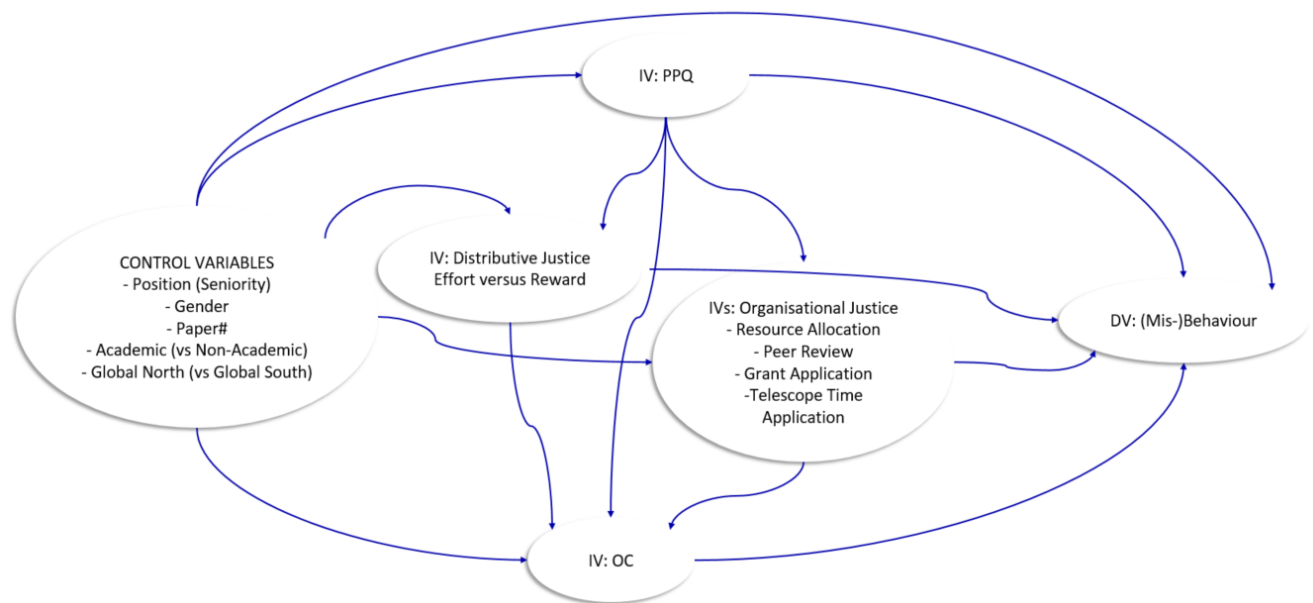 IV: PPQ
CONTROL VARIABLES
- Position (Seniority)
- Gender
- Paper#
- Academic (vs Non-Academic)
- Global North (vs Global South)
IV: Distributive Justice
Effort versus Reward
IVs: Organisational Justice
- Resource Allocation
- Peer Review
- Grant Application
-Telescope Time
Application
DV: (Mis-)Behaviour
IV: OC